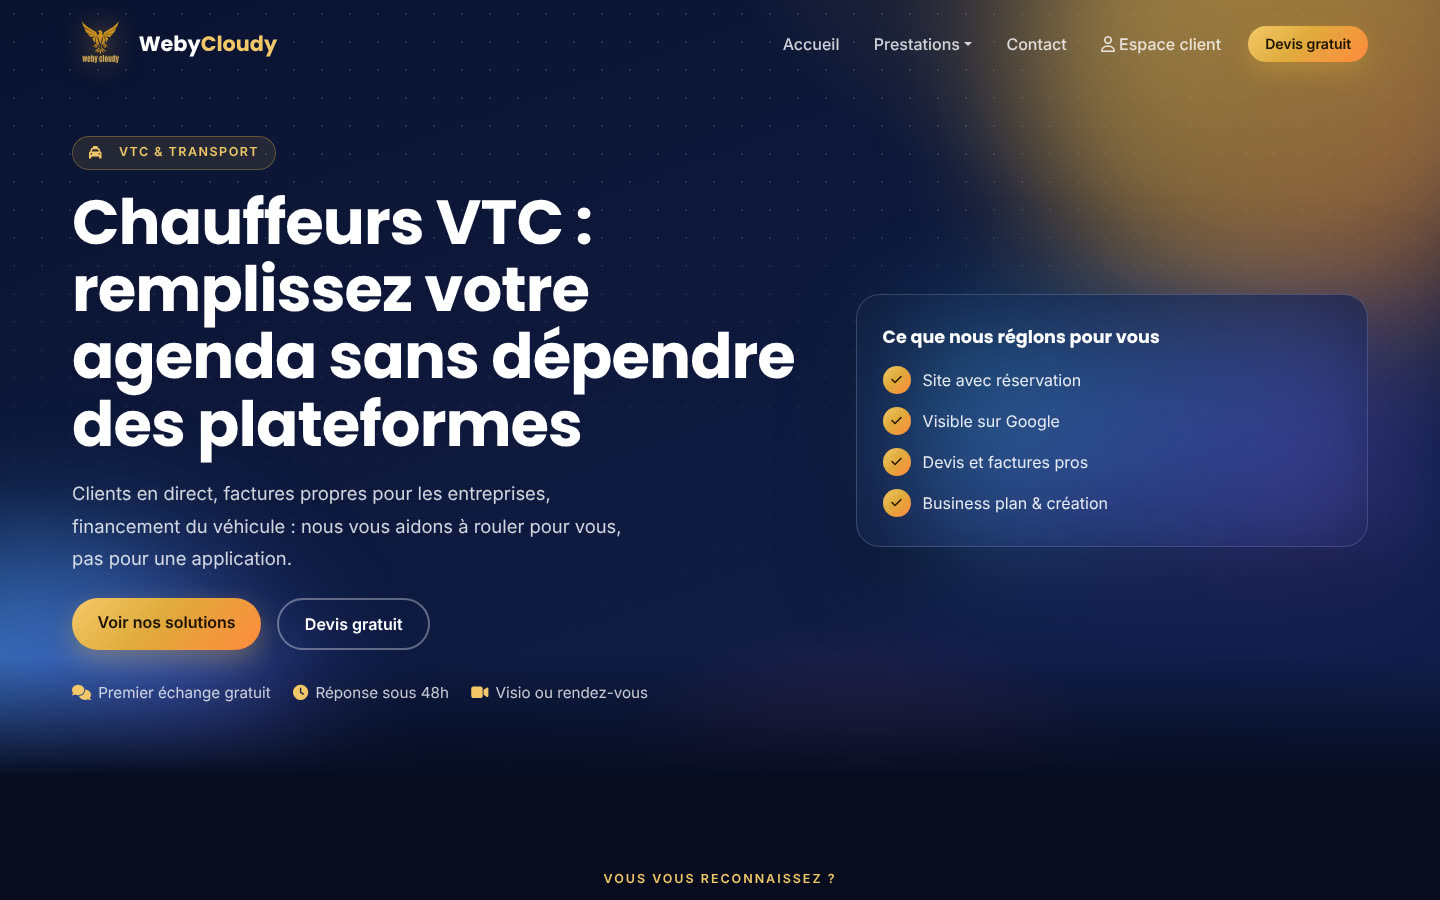 weby cloudy
WebyCloudy
Accueil
Prestations
Contact
Espace client
Devis gratuit
VTC & TRANSPORT
Chauffeurs VTC :
remplissez votre
agenda sans dépendre
des plateformes
Clients en direct, factures propres pour les entreprises,
financement du véhicule : nous vous aidons à rouler pour vous,
pas pour une application.
Voir nos solutions
Devis gratuit
Premier échange gratuit
Réponse sous 48h
Visio ou rendez-vous
Ce que nous réglons pour vous
Site avec réservation
Visible sur Google
Devis et factures pros
Business plan & création
VOUS VOUS RECONNAISSEZ ?